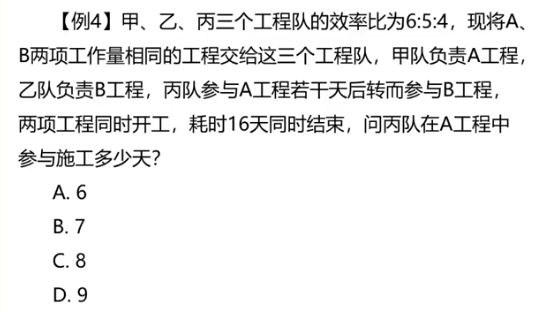 【例4】甲、乙、丙三个工程队的效率比为6:5:4，现将A、
B两项工作量相同的工程交给这三个工程队，甲队负责A工程，
乙队负责B工程，丙队参与A工程若干天后转而参与B工程，
两项工程同时开工，耗时16天同时结束，问丙队在A工程中
参与施工多少天？
A. 6
B. 7
C. 8
D. 9